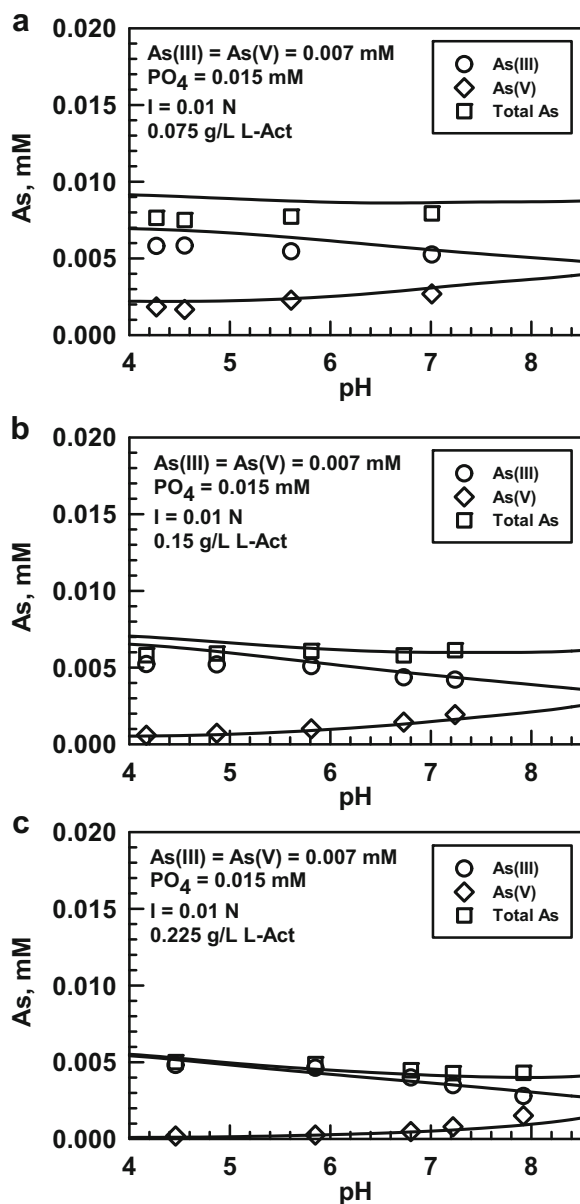 a
As(III) = As(V) = 0.007 mM
PO4 = 0.015 mM
I = 0.01 N
0.075 g/L L-Act
As(III)
As(V)
Total As
0.020
0.015
0.010
0.005
0.000
As, mM
4 5 6 7 8
pH
b
As(III) = As(V) = 0.007 mM
PO4 = 0.015 mM
I = 0.01 N
0.15 g/L L-Act
As(III)
As(V)
Total As
0.020
0.015
0.010
0.005
0.000
As, mM
4 5 6 7 8
pH
c
As(III) = As(V) = 0.007 mM
PO4 = 0.015 mM
I = 0.01 N
0.225 g/L L-Act
As(III)
As(V)
Total As
0.020
0.015
0.010
0.005
0.000
As, mM
4 5 6 7 8
pH